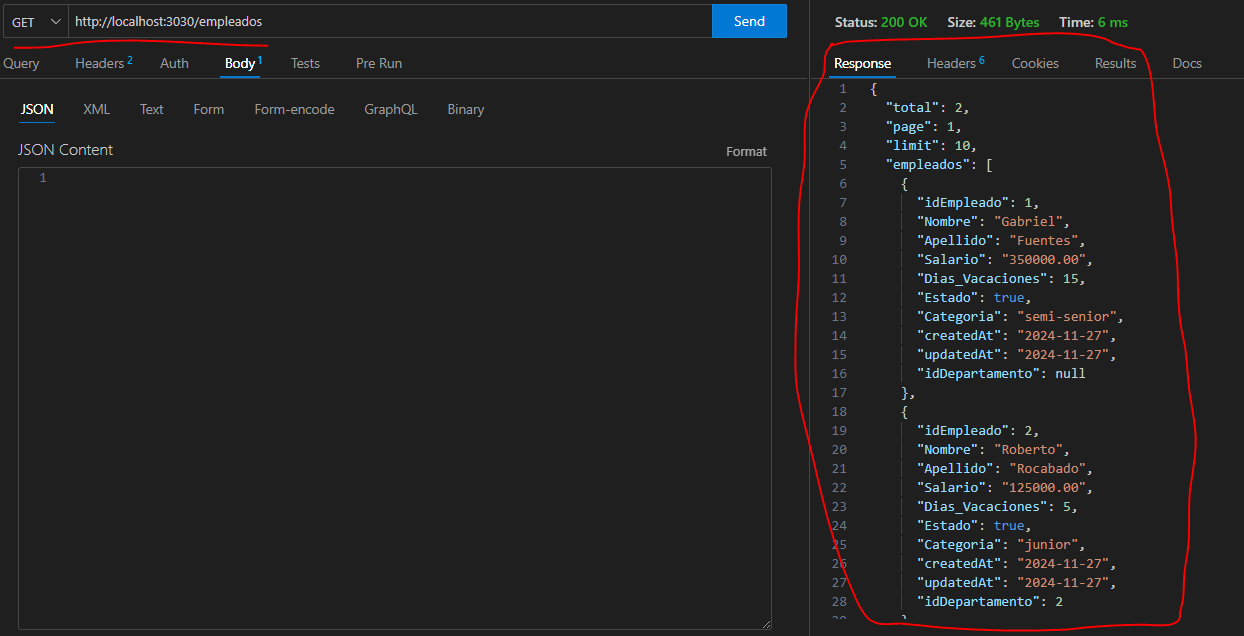 GET http://localhost:3030/empleados Send
Status: 200 OK Size: 461 Bytes Time: 6 ms
Query Headers 2 Auth Body 1 Tests Pre Run
Response Headers 6 Cookies Results Docs
JSON XML Text Form Form-encode GraphQL Binary
JSON Content Format
1
1 {
2 "total": 2,
3 "page": 1,
4 "limit": 10,
5 "empleados": [
6 {
7 "idEmpleado": 1,
8 "Nombre": "Gabriel",
9 "Apellido": "Fuentes",
10 "Salario": "350000.00",
11 "Dias_Vacaciones": 15,
12 "Estado": true,
13 "Categoria": "semi-senior",
14 "createdAt": "2024-11-27",
15 "updatedAt": "2024-11-27",
16 "idDepartamento": null
17 },
18 {
19 "idEmpleado": 2,
20 "Nombre": "Roberto",
21 "Apellido": "Rocabado",
22 "Salario": "125000.00",
23 "Dias_Vacaciones": 5,
24 "Estado": true,
25 "Categoria": "junior",
26 "createdAt": "2024-11-27",
27 "updatedAt": "2024-11-27",
28 "idDepartamento": 2